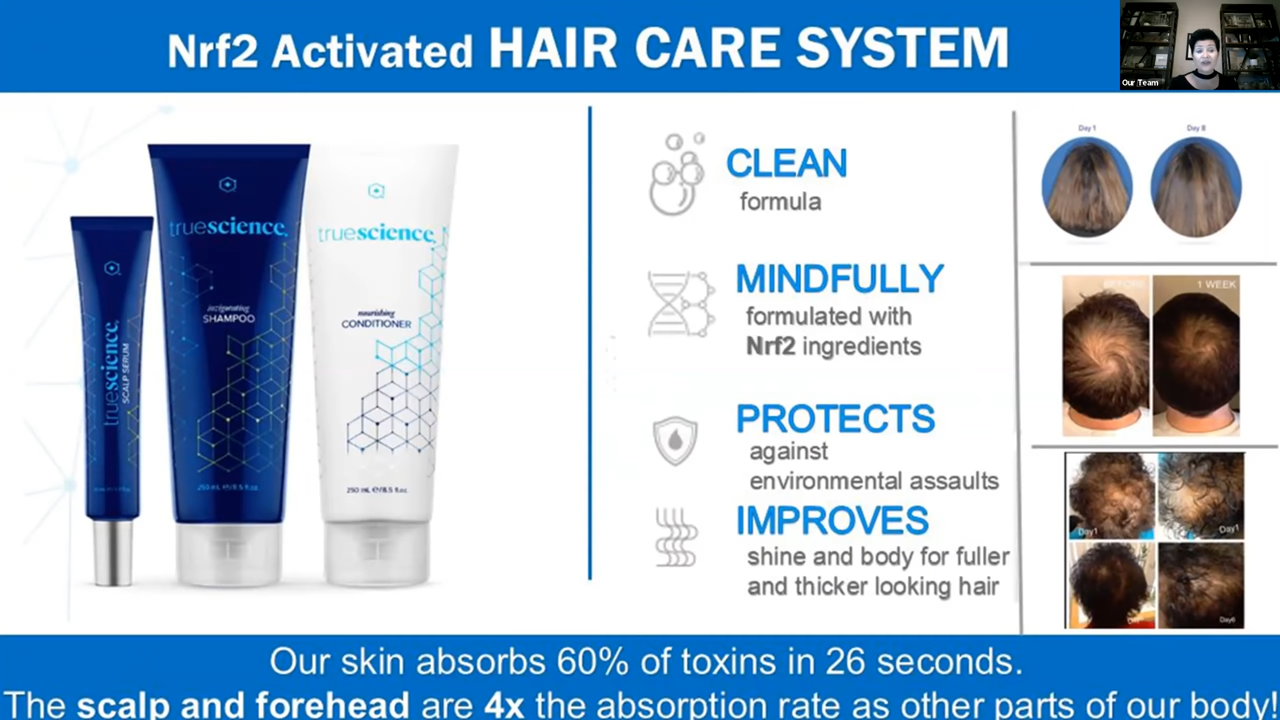 Nrf2 Activated HAIR CARE SYSTEM
Our Team
truescience
SCALP SERUM
truescience
invigorating
SHAMPOO
250 mL e/8.5 fl.oz.
truescience
nourishing
CONDITIONER
250 mL e/8.5 fl.oz.
CLEAN
formula
MINDFULLY
formulated with
Nrf2 ingredients
PROTECTS
against
environmental assaults
IMPROVES
shine and body for fuller
and thicker looking hair
Day 1
Day 8
BEFORE
1 WEEK
Day1
Day1
Day6
Our skin absorbs 60% of toxins in 26 seconds.
The scalp and forehead are 4x the absorption rate as other parts of our body!